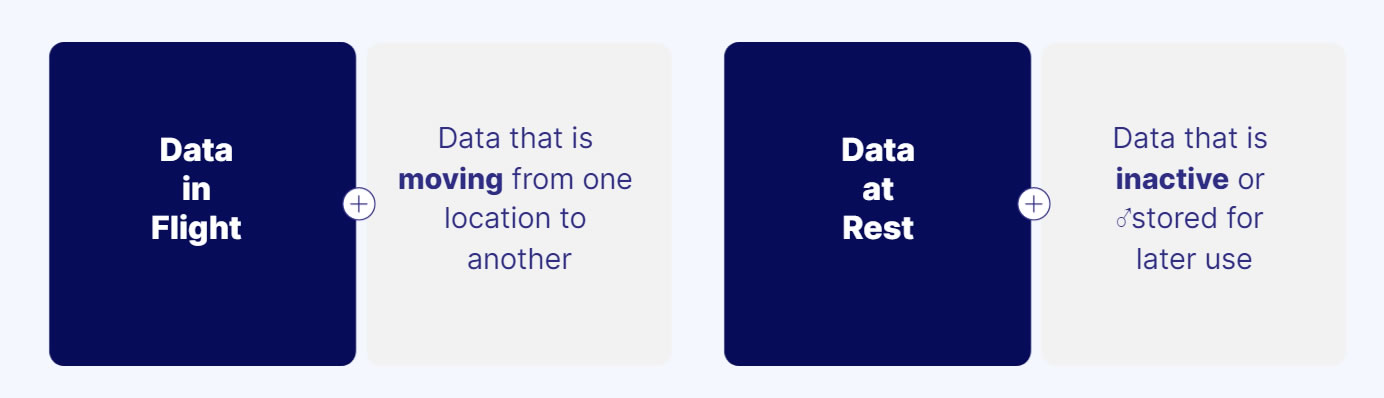 Data
in
Flight
Data that is
moving from one
location to
another
Data
at
Rest
Data that is
inactive or
♂stored for
later use